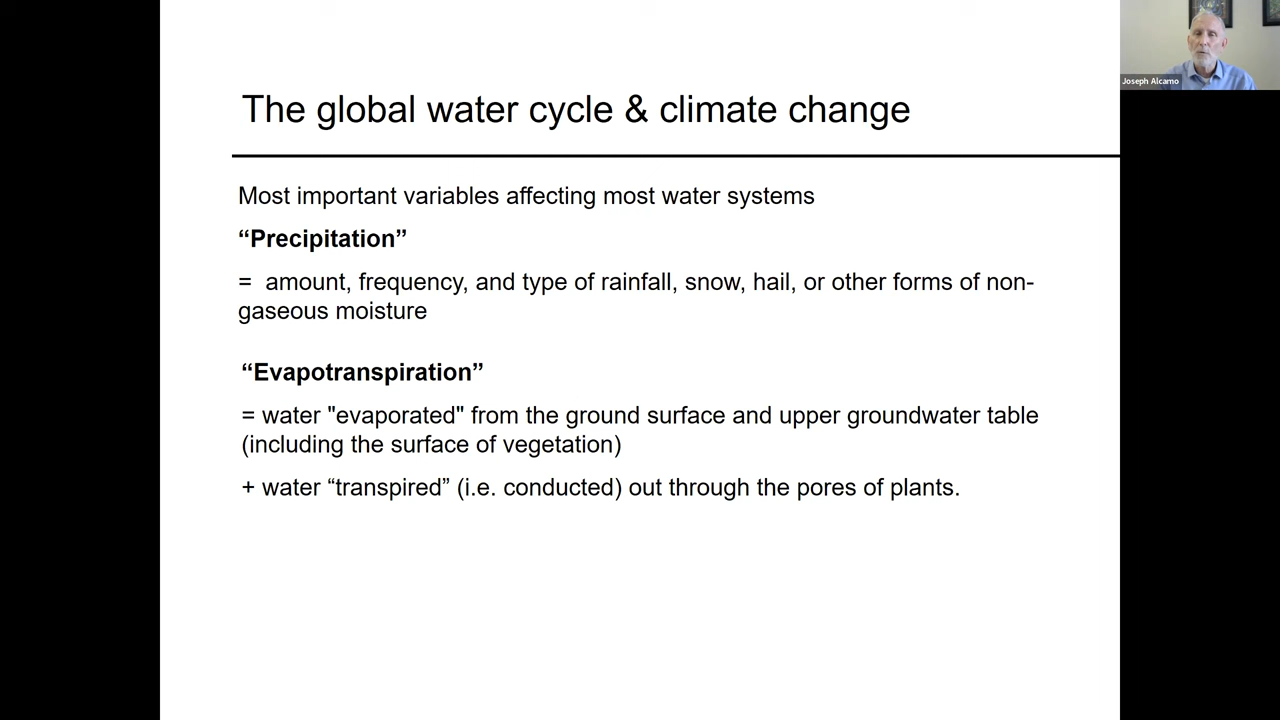 The global water cycle & climate change
Most important variables affecting most water systems
“Precipitation”
=  amount, frequency, and type of rainfall, snow, hail, or other forms of non-
gaseous moisture
“Evapotranspiration”
= water "evaporated" from the ground surface and upper groundwater table
(including the surface of vegetation)
+ water “transpired” (i.e. conducted) out through the pores of plants.
Joseph Alcamo